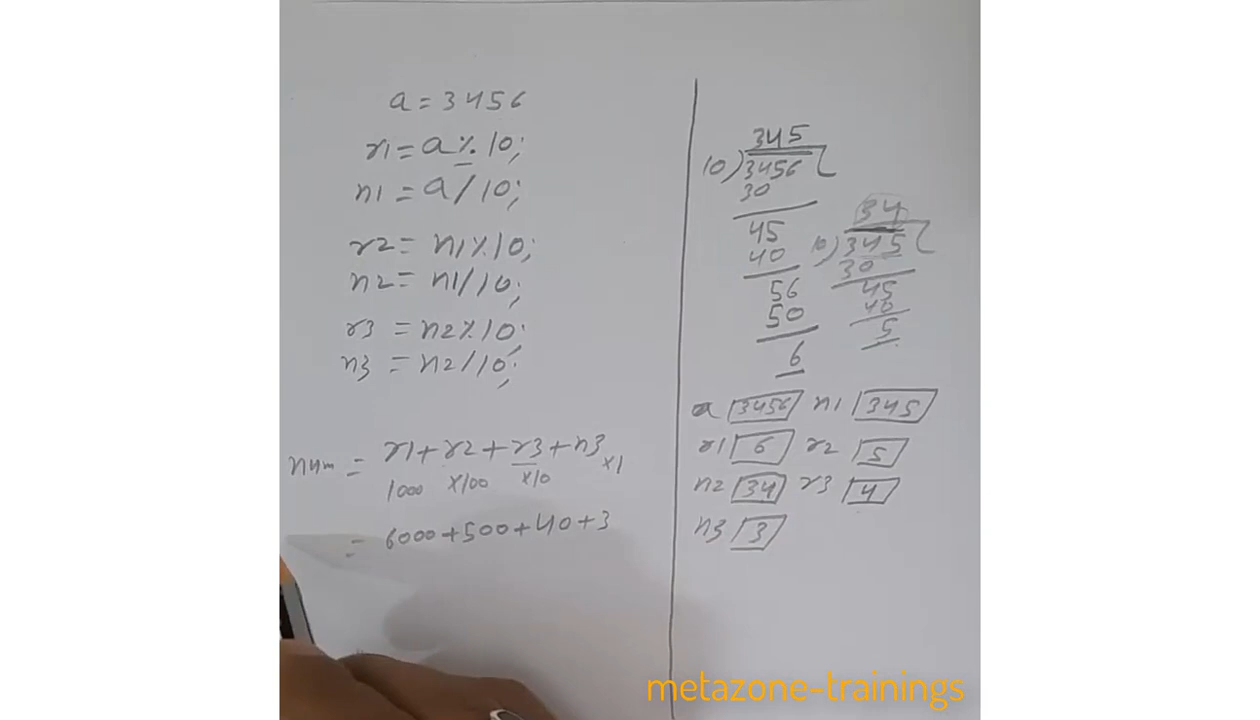 a = 3456
r1 = a % 10;
n1 = a / 10;
r2 = n1 % 10;
n2 = n1 / 10;
r3 = n2 % 10;
n3 = n2 / 10;
num = r1 + r2 + r3 + n3
1000 x100 x10 x1
= 6000 + 500 + 40 + 3
345
10 ) 3456 (
30
45
40
56
50
6
34
10 ) 345 (
30
45
40
5
a 3456 n1 345
r1 6 r2 5
n2 34 r3 4
n3 3
metazone-trainings